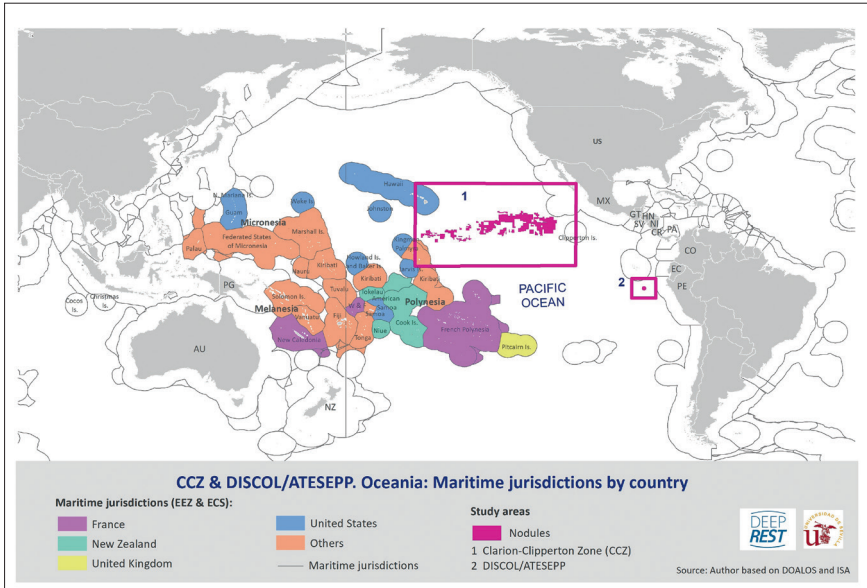 US
Hawaii
1
N. Mariana Is.
Wake Is.
MX
Guam
Johnston
GT HN
Micronesia
SV NI
Marshall Is.
CR PA
Federated States
of Micronesia
Kingman
Clipperton Is.
Palau
Palmyra
CO
Kiribati
Howland Is.
and Baker Is.
Jarvis Is.
2
EC
Nauru
Kiribati
Kiribati
PACIFIC
OCEAN
PE
PG
Tokelau
Cocos
Is.
Christmas Is.
Solomon Is.
Tuvalu
American
Samoa
Polynesia
Melanesia
Samoa
Vanuatu
Fiji
Cook Is.
French Polynesia
Niue
New Caledonia
Tonga
Pitcairn Is.
AU
NZ
CCZ & DISCOL/ATESEPP. Oceania: Maritime jurisdictions by country
Maritime jurisdictions (EEZ & ECS):
France
New Zealand
United Kingdom
United States
Others
Maritime jurisdictions
Study areas
Nodules
1 Clarion-Clipperton Zone (CCZ)
2 DISCOL/ATESEPP
DEEP
REST
Source: Author based on DOALOS and ISA